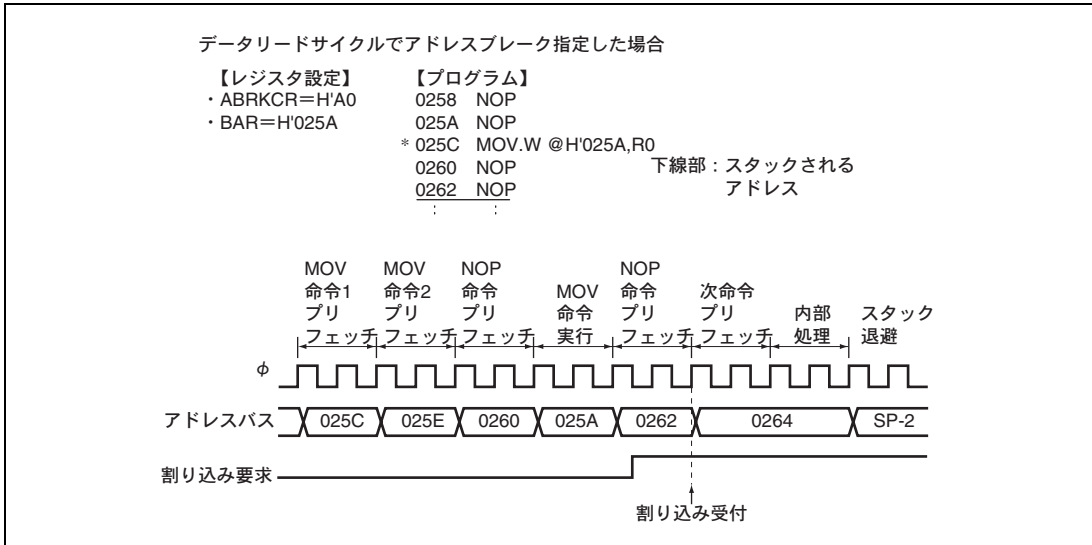 データリードサイクルでアドレスブレーク指定した場合
【レジスタ設定】
・ABRKCR＝H'A0
・BAR＝H'025A
【プログラム】
0258 NOP
025A NOP
* 025C MOV.W @H'025A,R0
0260 NOP
0262 NOP
: :
下線部：スタックされる
アドレス
MOV
命令1
プリ
フェッチ
MOV
命令2
プリ
フェッチ
NOP
命令
プリ
フェッチ
MOV
命令
実行
NOP
命令
プリ
フェッチ
次命令
プリ
フェッチ
内部
処理
スタック
退避
φ
アドレスバス 025C 025E 0260 025A 0262 0264 SP-2
割り込み要求
割り込み受付